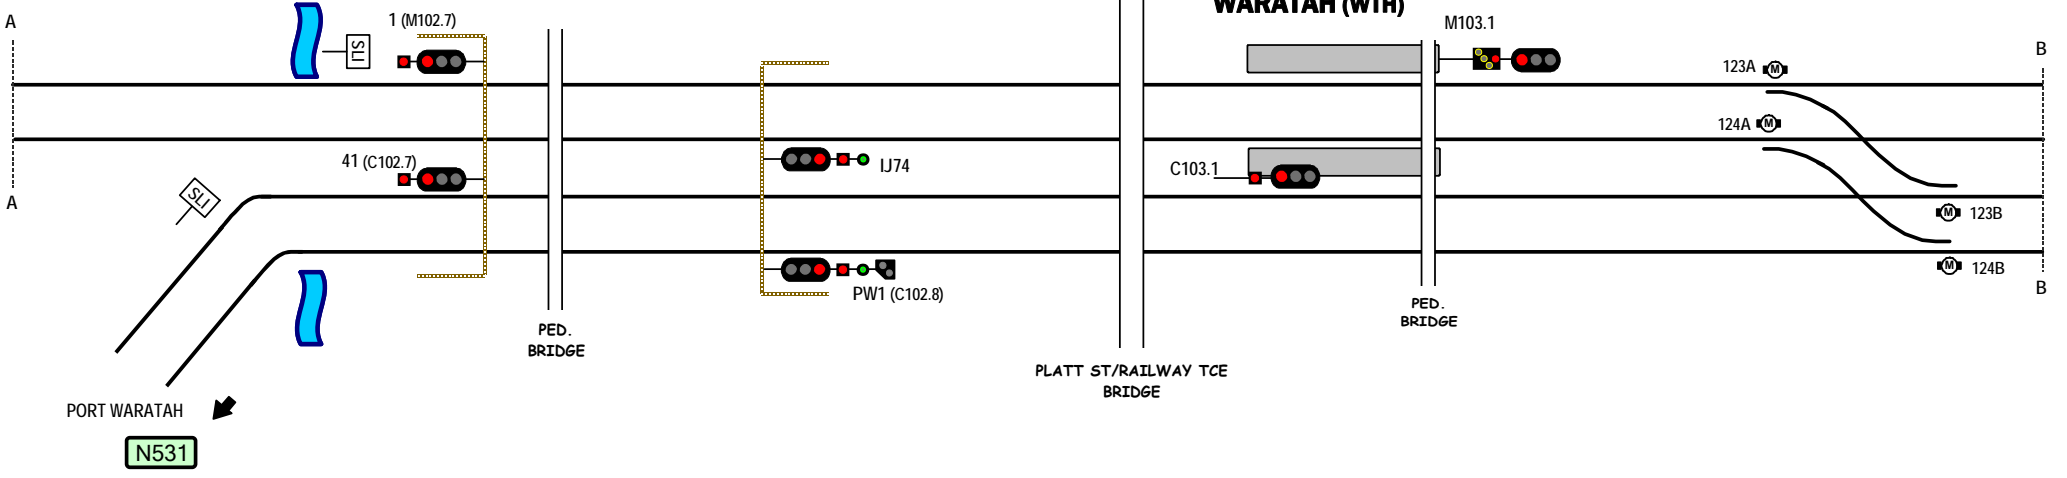 WARATAH (WTH)
A
1 (M102.7)
M103.1
SLI
B
123A
M
124A
M
41 (C102.7)
IJ74
C103.1
SLI
A
M
123B
M
124B
PW1 (C102.8)
B
PED.
BRIDGE
PED.
BRIDGE
PLATT ST/RAILWAY TCE
BRIDGE
PORT WARATAH
N531